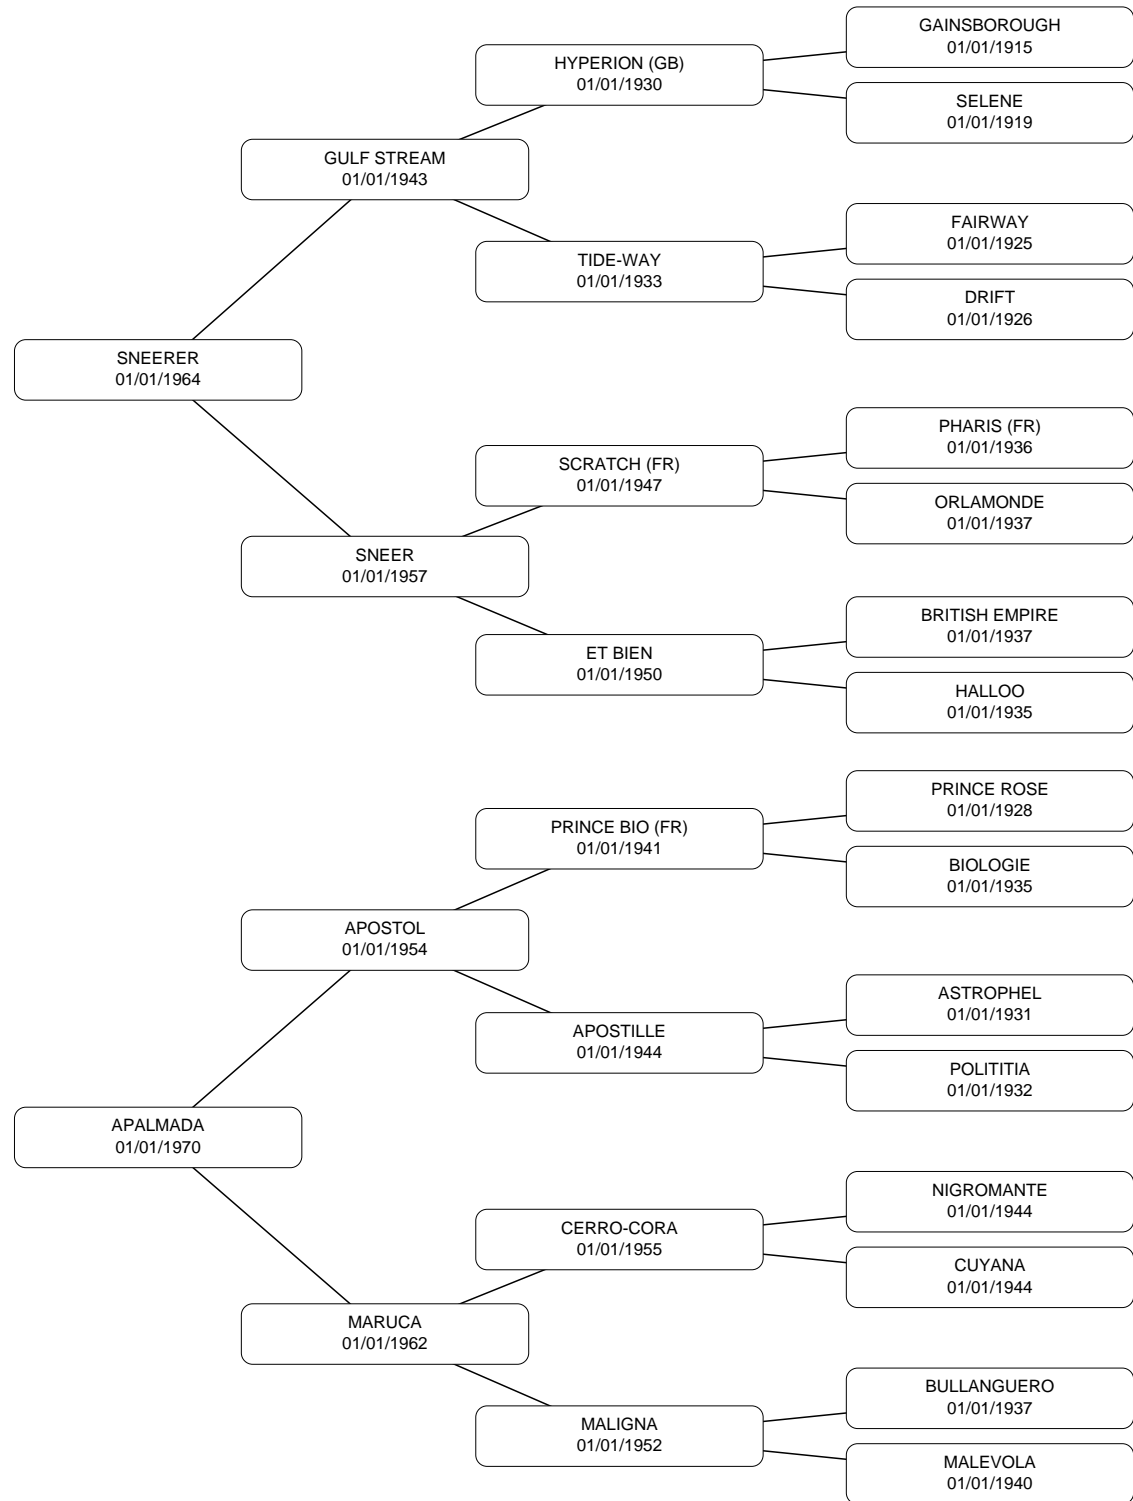 GAINSBOROUGH
01/01/1915
HYPERION (GB)
01/01/1930
SELENE
01/01/1919
GULF STREAM
01/01/1943
FAIRWAY
01/01/1925
TIDE-WAY
01/01/1933
DRIFT
01/01/1926
SNEERER
01/01/1964
PHARIS (FR)
01/01/1936
SCRATCH (FR)
01/01/1947
ORLAMONDE
01/01/1937
SNEER
01/01/1957
BRITISH EMPIRE
01/01/1937
ET BIEN
01/01/1950
HALLOO
01/01/1935
PRINCE ROSE
01/01/1928
PRINCE BIO (FR)
01/01/1941
BIOLOGIE
01/01/1935
APOSTOL
01/01/1954
ASTROPHEL
01/01/1931
APOSTILLE
01/01/1944
POLITITIA
01/01/1932
APALMADA
01/01/1970
NIGROMANTE
01/01/1944
CERRO-CORA
01/01/1955
CUYANA
01/01/1944
MARUCA
01/01/1962
BULLANGUERO
01/01/1937
MALIGNA
01/01/1952
MALEVOLA
01/01/1940